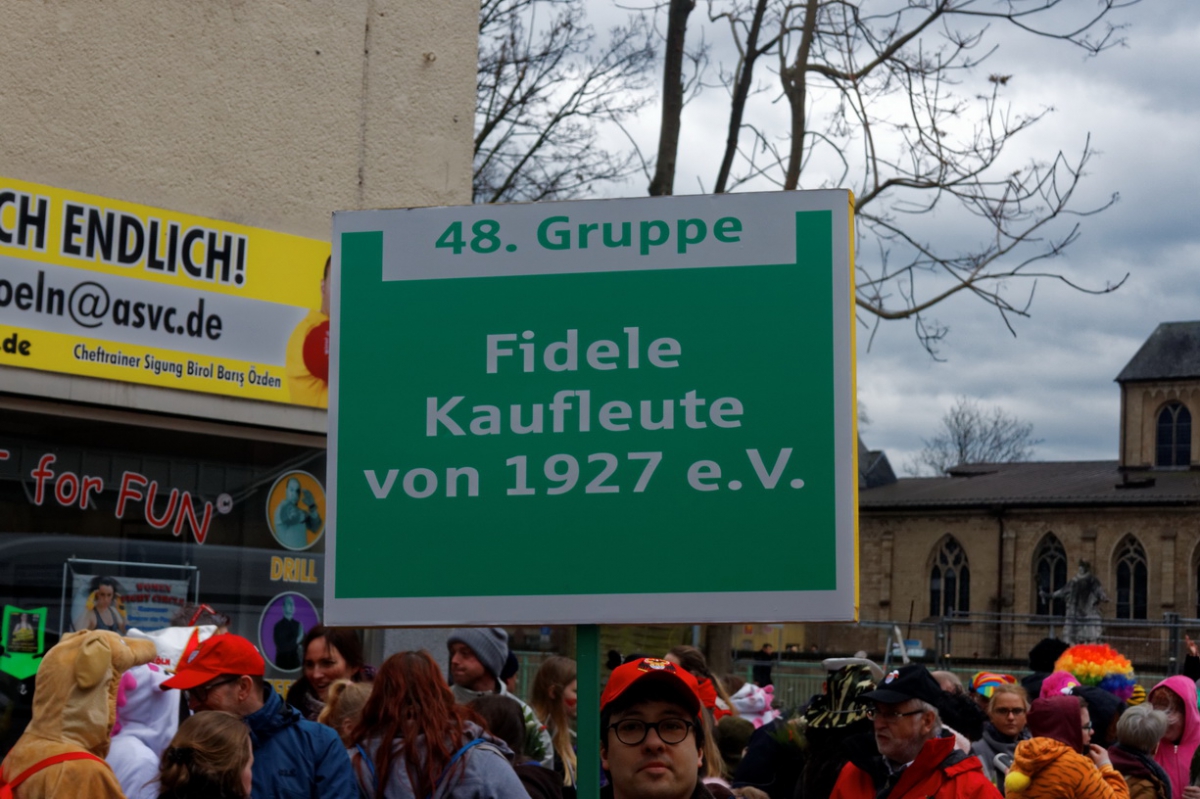 CH ENDLICH!
oeln@asvc.de
.de
Cheftrainer Sigung Birol Barış Özden
48. Gruppe
Fidele
Kaufleute
von 1927 e.V.
for FUN
DRILL